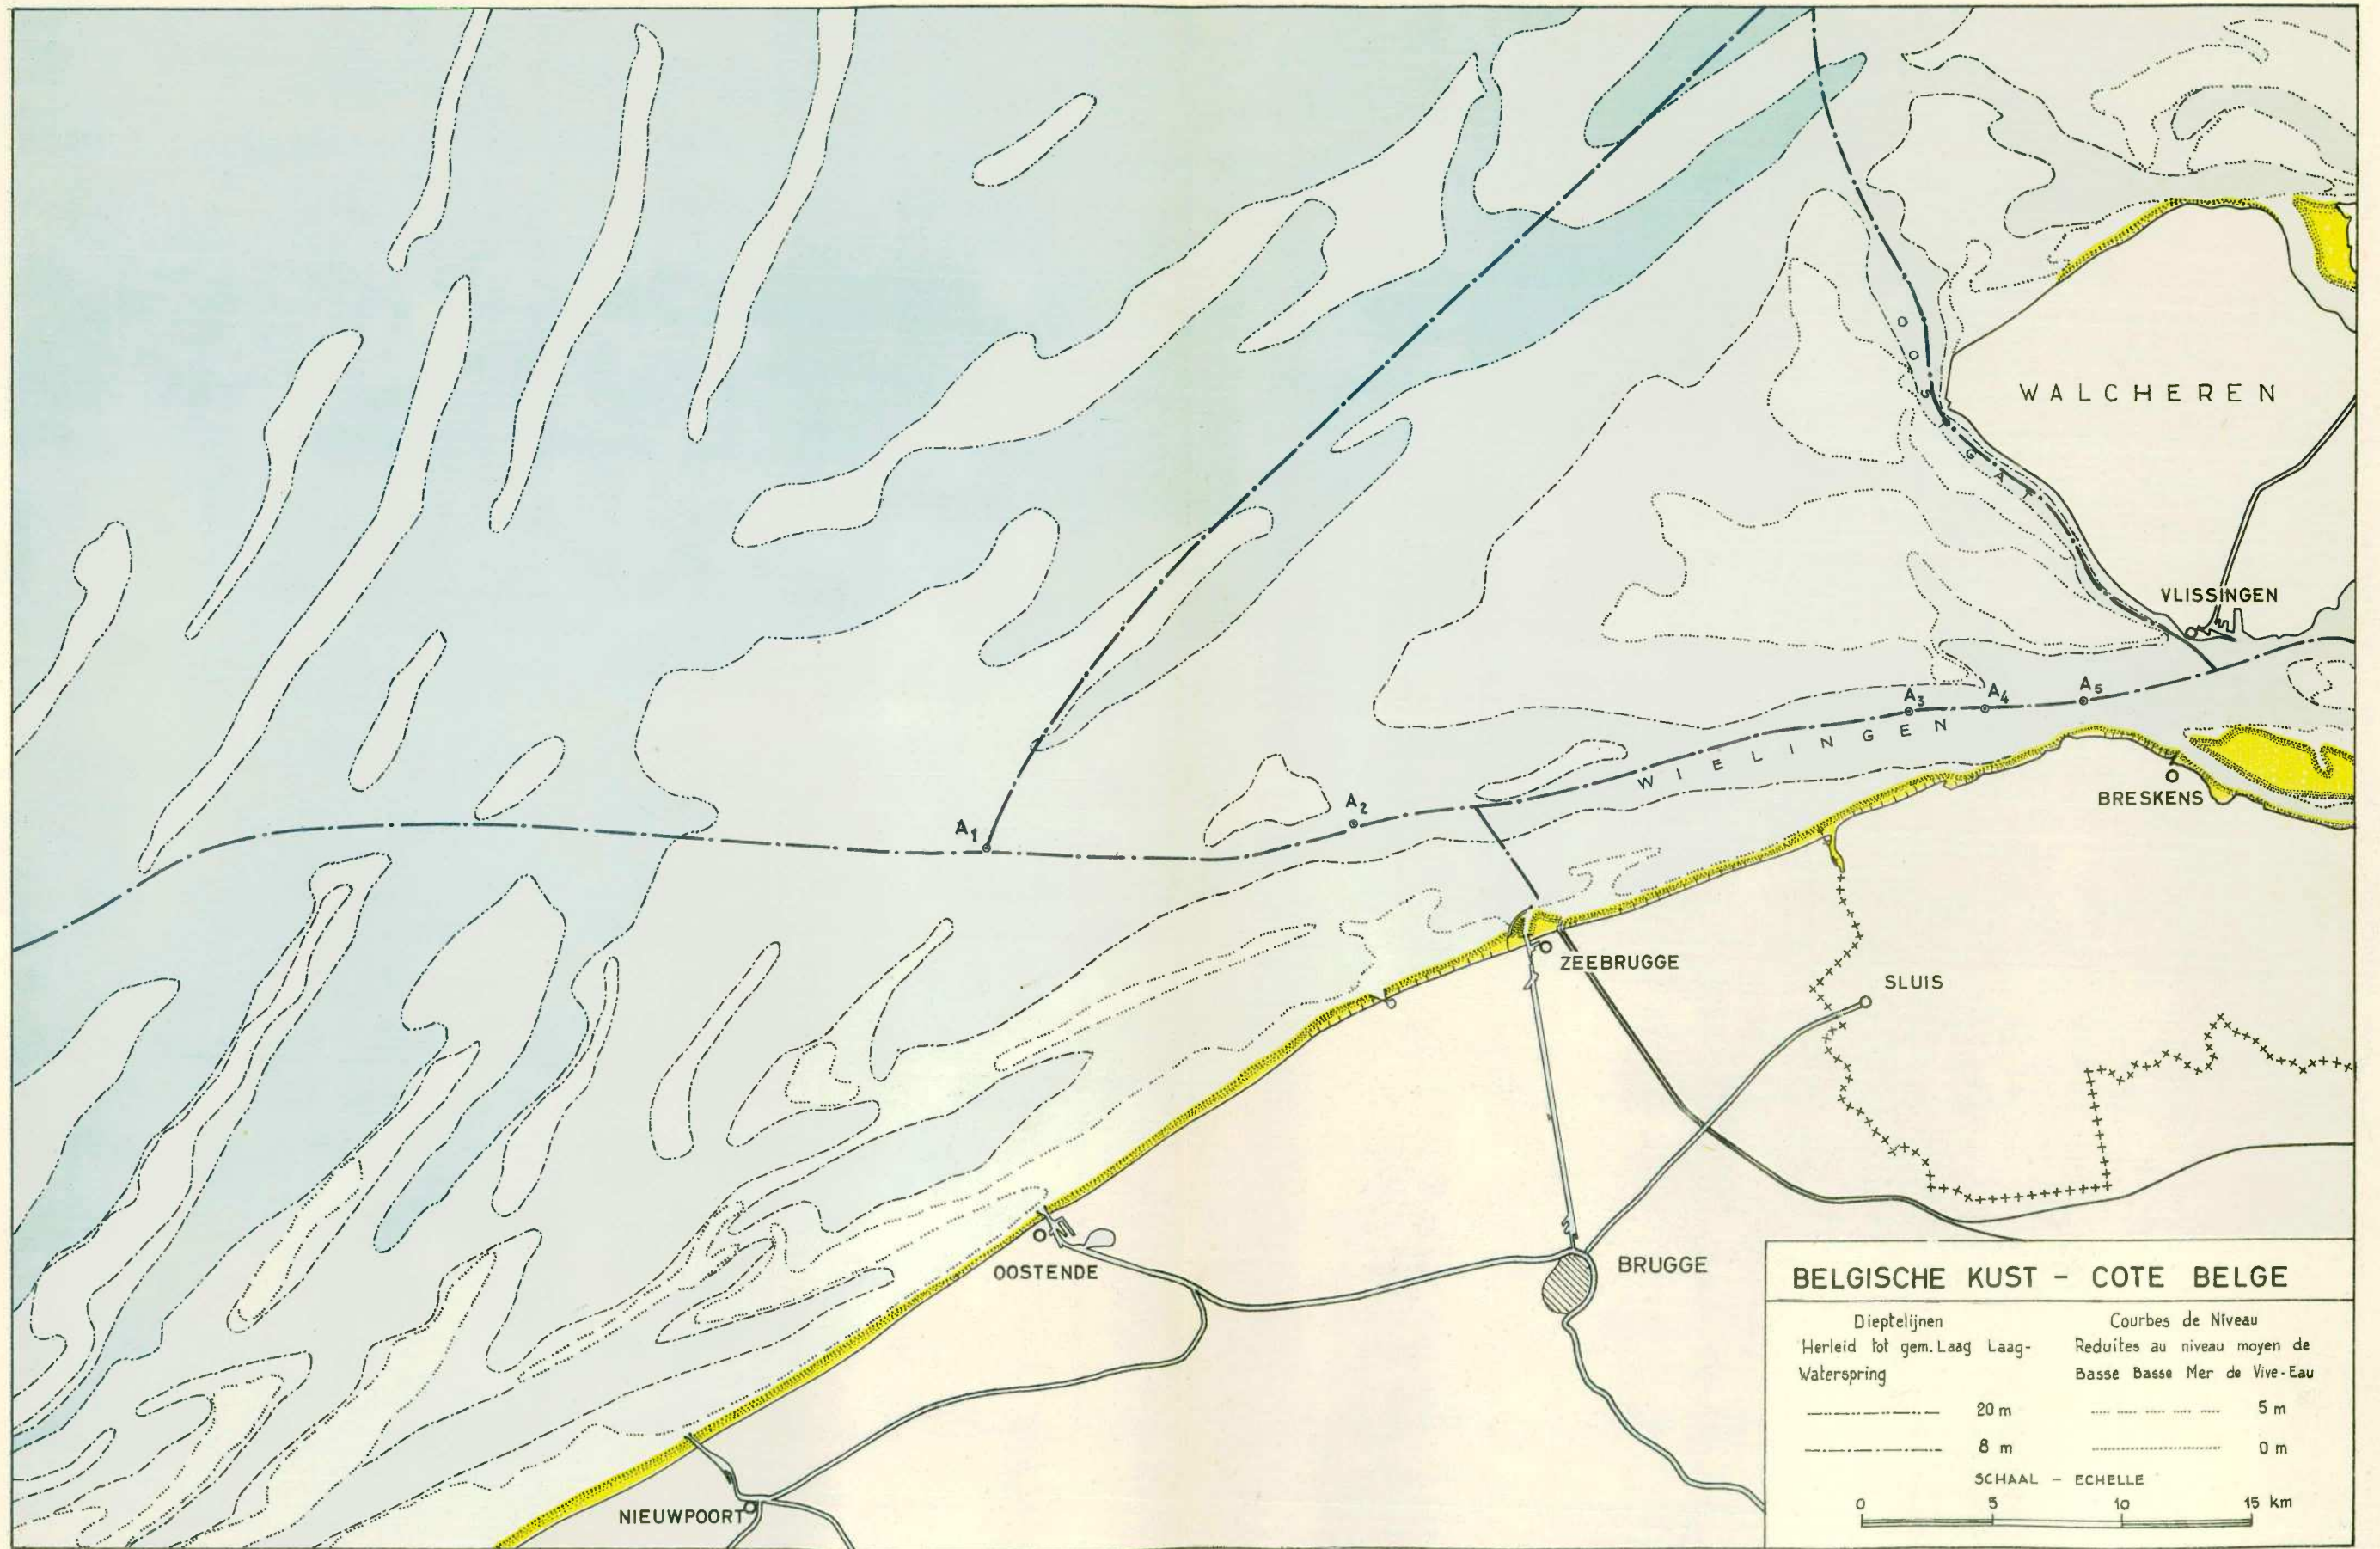 WALCHEREN
OOSTGAT
VLISSINGEN
A1
A2
A3
A4
A5
WIELINGEN
BRESKENS
ZEEBRUGGE
SLUIS
OOSTENDE
BRUGGE
NIEUWPOORT
BELGISCHE KUST - COTE BELGE
Dieptelijnen
Herleid tot gem. Laag Laag-
Waterspring
Courbes de Niveau
Reduites au niveau moyen de
Basse Basse Mer de Vive-Eau
20 m
5 m
8 m
0 m
SCHAAL - ECHELLE
0 5 10 15 km